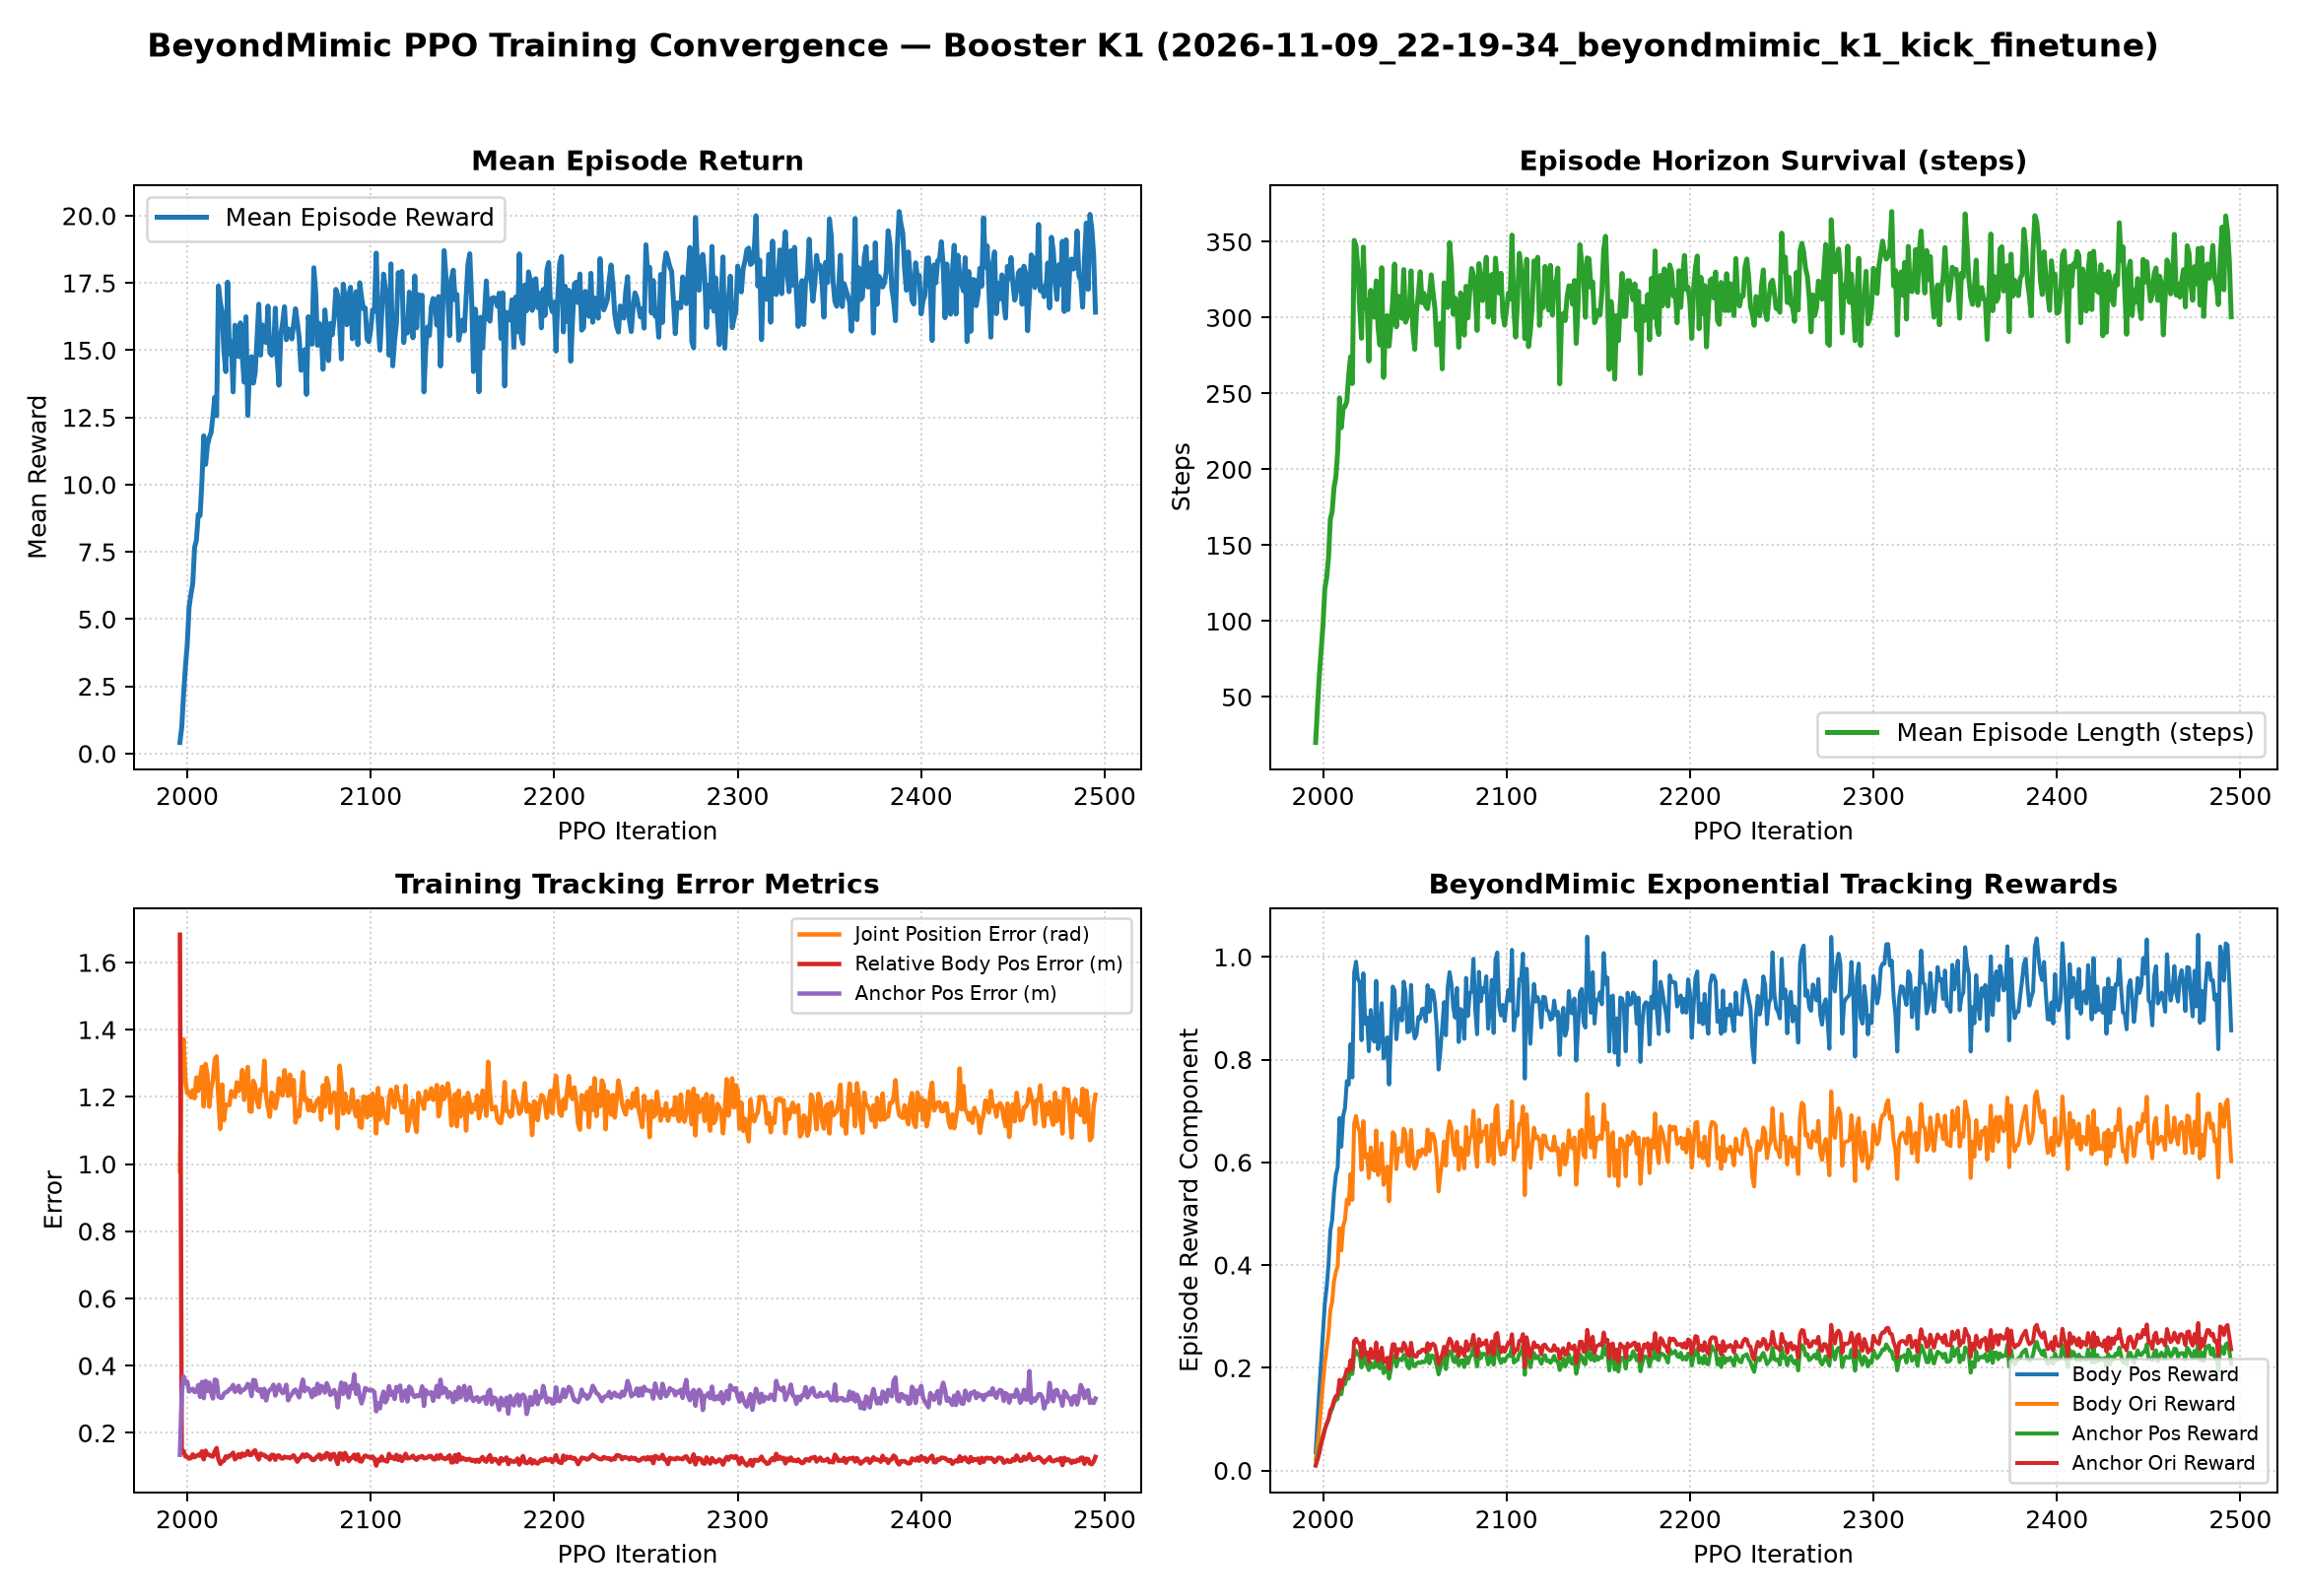 BeyondMimic PPO Training Convergence — Booster K1 (2026-11-09_22-19-34_beyondmimic_k1_kick_finetune)
Mean Episode Return
Mean Episode Reward
Mean Reward
20.0
17.5
15.0
12.5
10.0
7.5
5.0
2.5
0.0
2000 2100 2200 2300 2400 2500
PPO Iteration
Episode Horizon Survival (steps)
Steps
350
300
250
200
150
100
50
Mean Episode Length (steps)
2000 2100 2200 2300 2400 2500
PPO Iteration
Training Tracking Error Metrics
Joint Position Error (rad)
Relative Body Pos Error (m)
Anchor Pos Error (m)
Error
1.6
1.4
1.2
1.0
0.8
0.6
0.4
0.2
2000 2100 2200 2300 2400 2500
PPO Iteration
BeyondMimic Exponential Tracking Rewards
Episode Reward Component
1.0
0.8
0.6
0.4
0.2
0.0
Body Pos Reward
Body Ori Reward
Anchor Pos Reward
Anchor Ori Reward
2000 2100 2200 2300 2400 2500
PPO Iteration